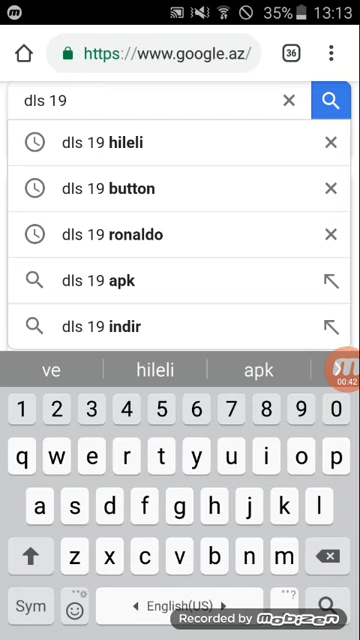 35% 13:13
https://www.google.az/ 36
dls 19
dls 19 hileli
dls 19 button
dls 19 ronaldo
dls 19 apk
dls 19 indir
ve hileli apk
00:42
1 2 3 4 5 6 7 8 9 0
q w e r t y u i o p
a s d f g h j k l
z x c v b n m
Sym English(US) ...?
Recorded by mobizen